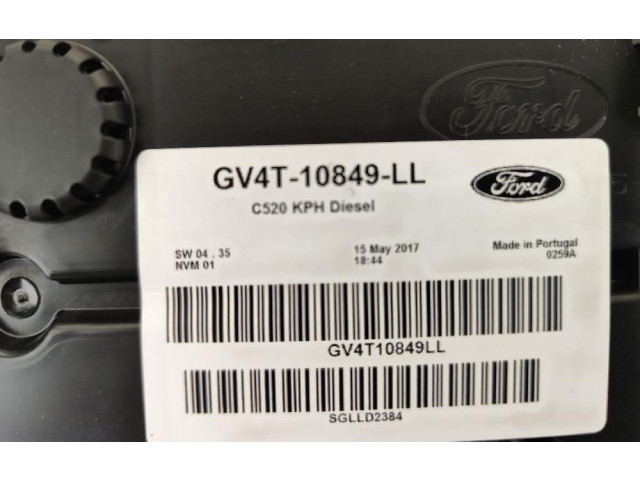 Ford
GV4T-10849-LL
Ford
C520 KPH Diesel
SW 04 . 35
NVM 01
15 May 2017
18:44
Made in Portugal
0259A
GV4T10849LL
SGLLD2384